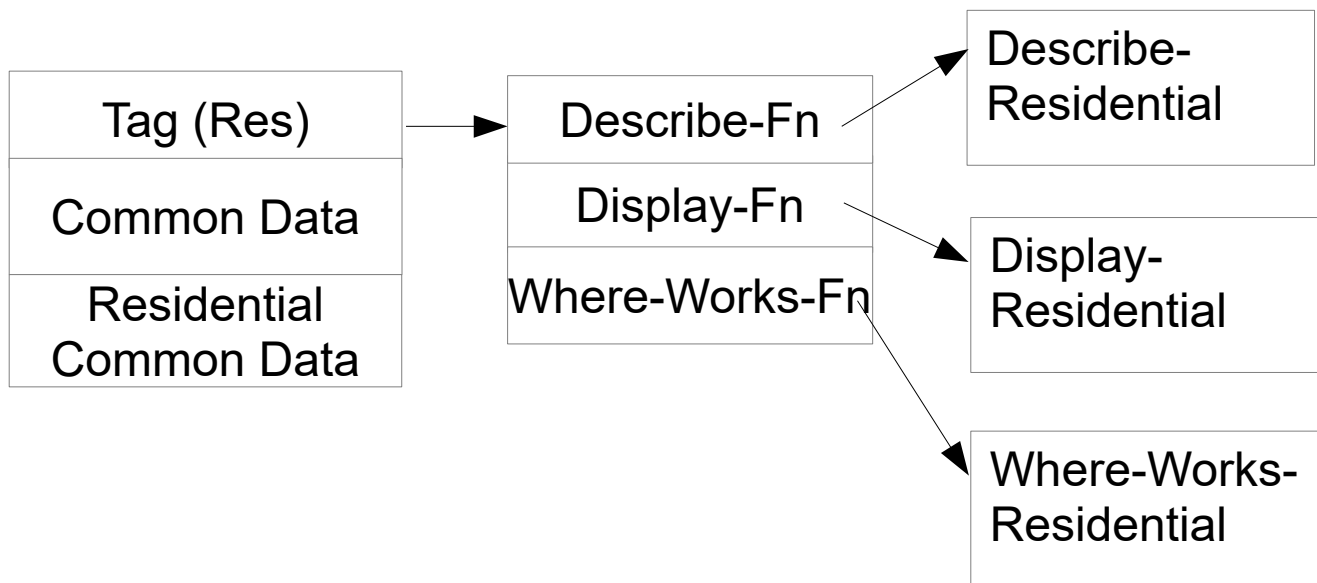 Tag (Res)
Common Data
Residential
Common Data
Describe-Fn
Display-Fn
Where-Works-Fn
Describe-
Residential
Display-
Residential
Where-Works-
Residential